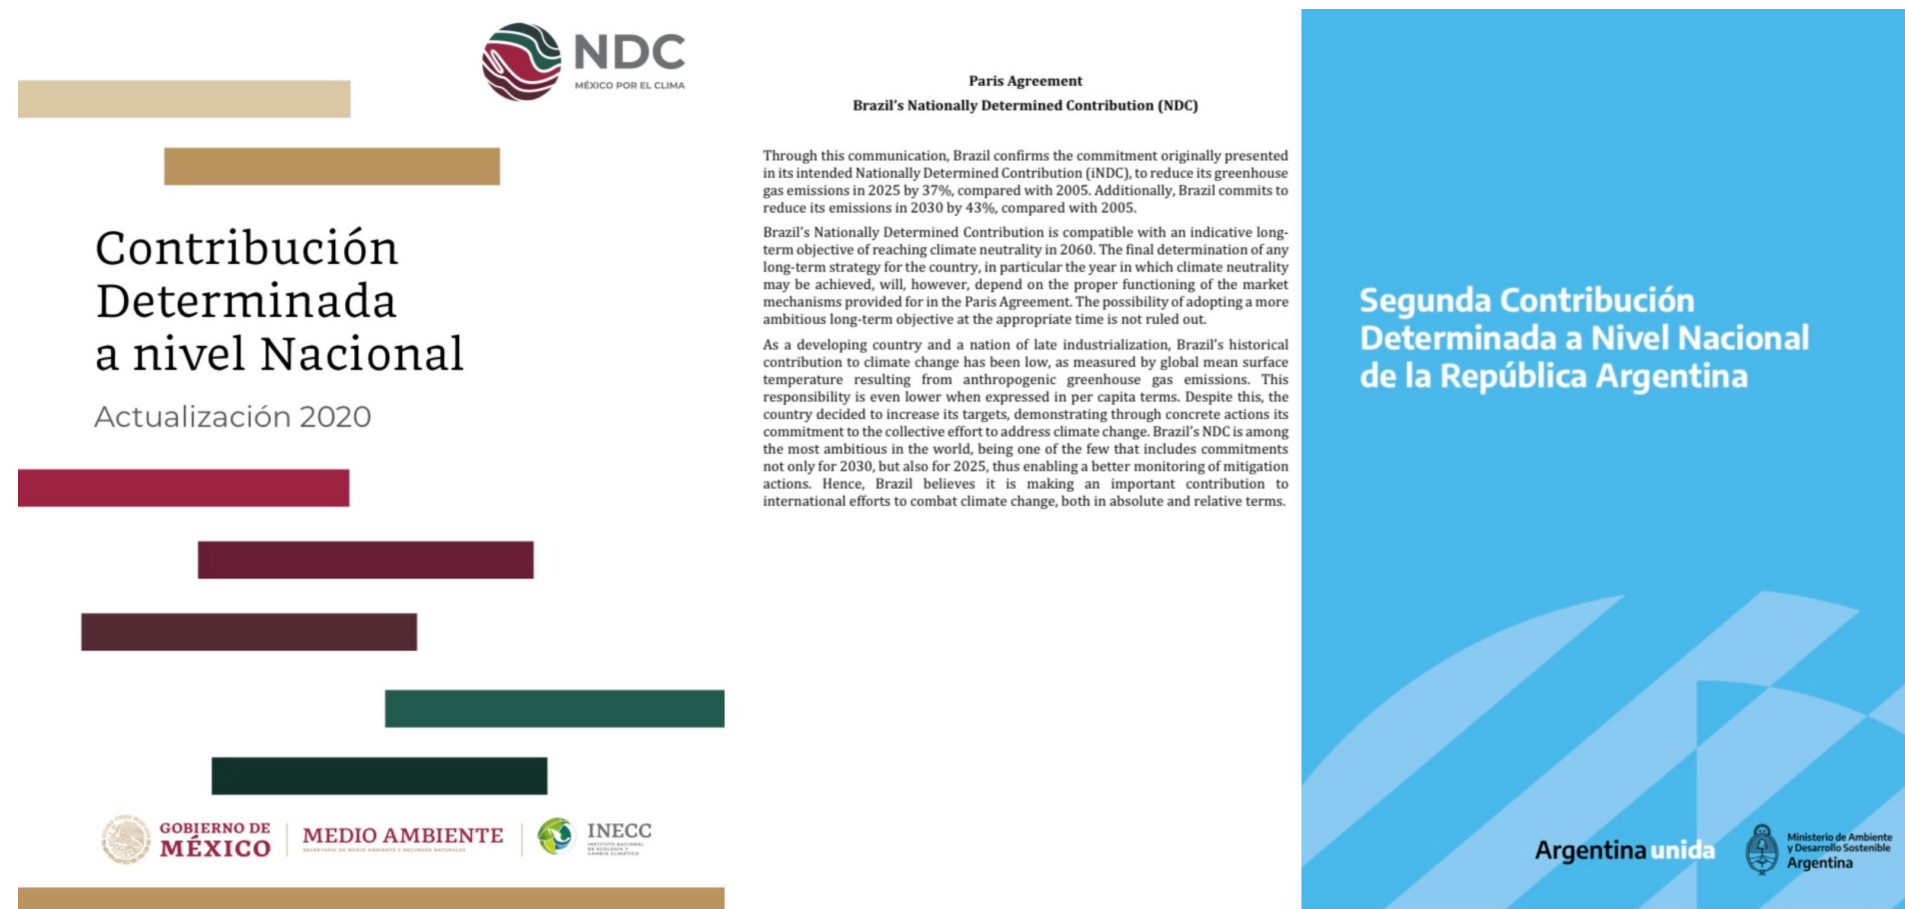 NDC
MÉXICO POR EL CLIMA
Contribución
Determinada
a nivel Nacional
Actualización 2020
GOBIERNO DE
MÉXICO
MEDIO AMBIENTE
SECRETARÍA DE MEDIO AMBIENTE Y RECURSOS NATURALES
INECC
INSTITUTO NACIONAL
DE ECOLOGÍA Y
CAMBIO CLIMÁTICO
Paris Agreement
Brazil's Nationally Determined Contribution (NDC)
Through this communication, Brazil confirms the commitment originally presented
in its intended Nationally Determined Contribution (iNDC), to reduce its greenhouse
gas emissions in 2025 by 37%, compared with 2005. Additionally, Brazil commits to
reduce its emissions in 2030 by 43%, compared with 2005.
Brazil's Nationally Determined Contribution is compatible with an indicative long-
term objective of reaching climate neutrality in 2060. The final determination of any
long-term strategy for the country, in particular the year in which climate neutrality
may be achieved, will, however, depend on the proper functioning of the market
mechanisms provided for in the Paris Agreement. The possibility of adopting a more
ambitious long-term objective at the appropriate time is not ruled out.
As a developing country and a nation of late industrialization, Brazil's historical
contribution to climate change has been low, as measured by global mean surface
temperature resulting from anthropogenic greenhouse gas emissions. This
responsibility is even lower when expressed in per capita terms. Despite this, the
country decided to increase its targets, demonstrating through concrete actions its
commitment to the collective effort to address climate change. Brazil's NDC is among
the most ambitious in the world, being one of the few that includes commitments
not only for 2030, but also for 2025, thus enabling a better monitoring of mitigation
actions. Hence, Brazil believes it is making an important contribution to
international efforts to combat climate change, both in absolute and relative terms.
Segunda Contribución
Determinada a Nivel Nacional
de la República Argentina
Argentina unida
Ministerio de Ambiente
y Desarrollo Sostenible
Argentina